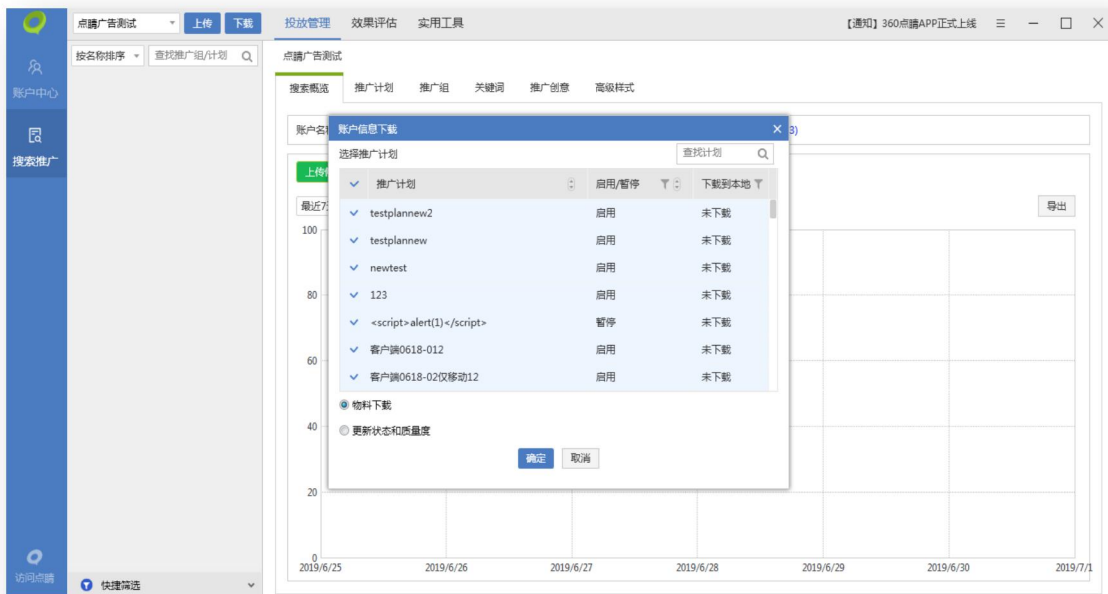 点睛广告测试 上传 下载 投放管理 效果评估 实用工具 【通知】360点睛APP正式上线
按名称排序 查找推广组/计划 点睛广告测试
账户中心
搜索概览 推广计划 推广组 关键词 推广创意 高级样式
搜索推广
账户名 账户信息下载 3)
选择推广计划 查找计划
上传
推广计划 启用/暂停 下载到本地
最近7 导出
testplannew2 启用 未下载
100
testplannew 启用 未下载
newtest 启用 未下载
80 123 启用 未下载
<script>alert(1)</script> 暂停 未下载
客户端0618-012 启用 未下载
60
客户端0618-02仅移动12 启用 未下载
物料下载
40 更新状态和质量度
确定 取消
20
0
2019/6/25 2019/6/26 2019/6/27 2019/6/28 2019/6/29 2019/6/30 2019/7/1
访问点睛
快捷筛选